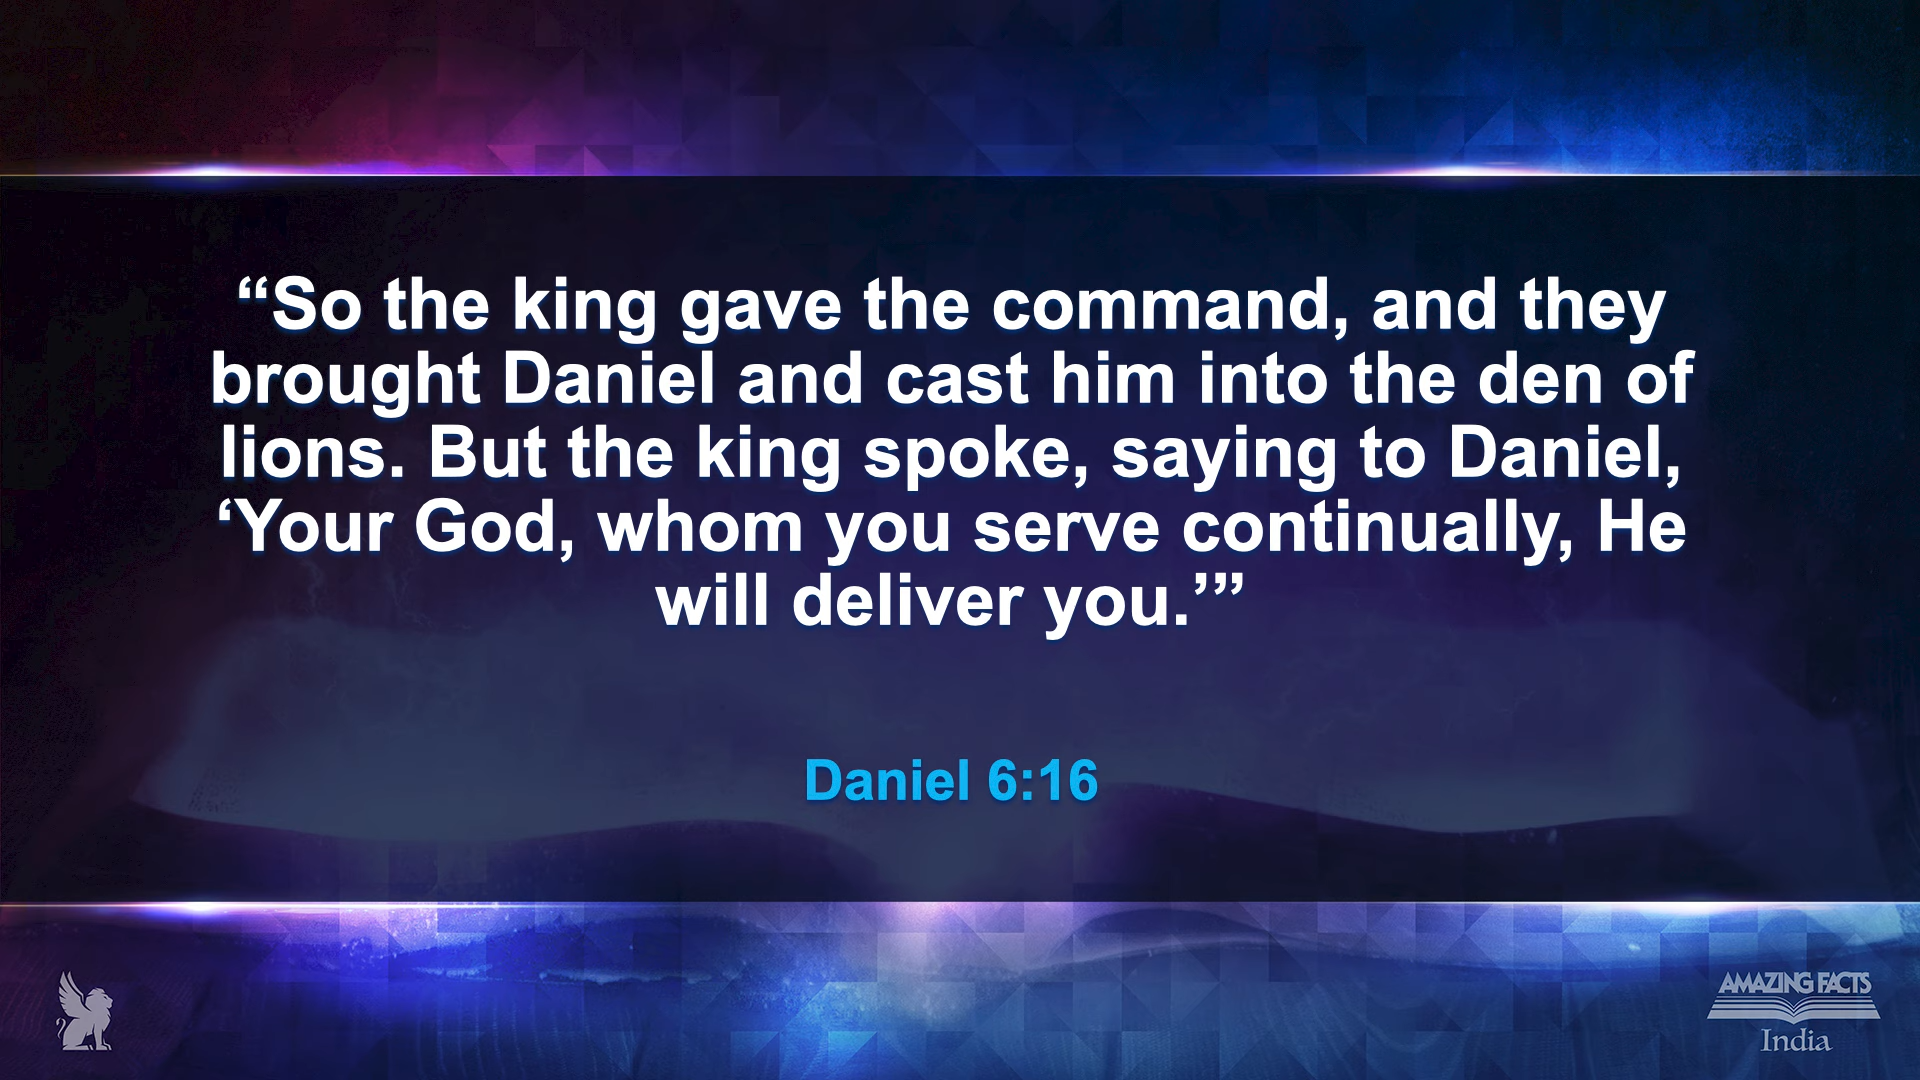 “So the king gave the command, and they
brought Daniel and cast him into the den of
lions. But the king spoke, saying to Daniel,
‘Your God, whom you serve continually, He
will deliver you.’”
Daniel 6:16
AMAZING FACTS
India